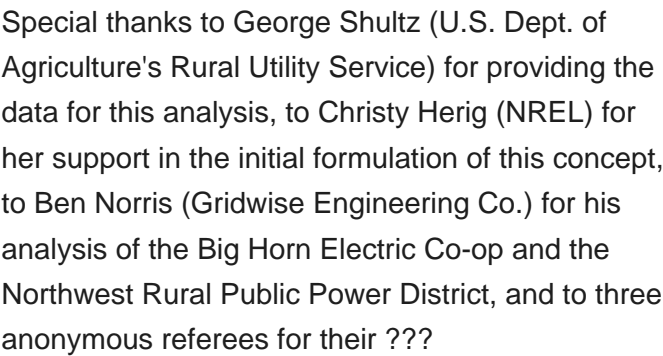 Special thanks to George Shultz (U.S. Dept. of
Agriculture's Rural Utility Service) for providing the
data for this analysis, to Christy Herig (NREL) for
her support in the initial formulation of this concept,
to Ben Norris (Gridwise Engineering Co.) for his
analysis of the Big Horn Electric Co-op and the
Northwest Rural Public Power District, and to three
anonymous referees for their ???